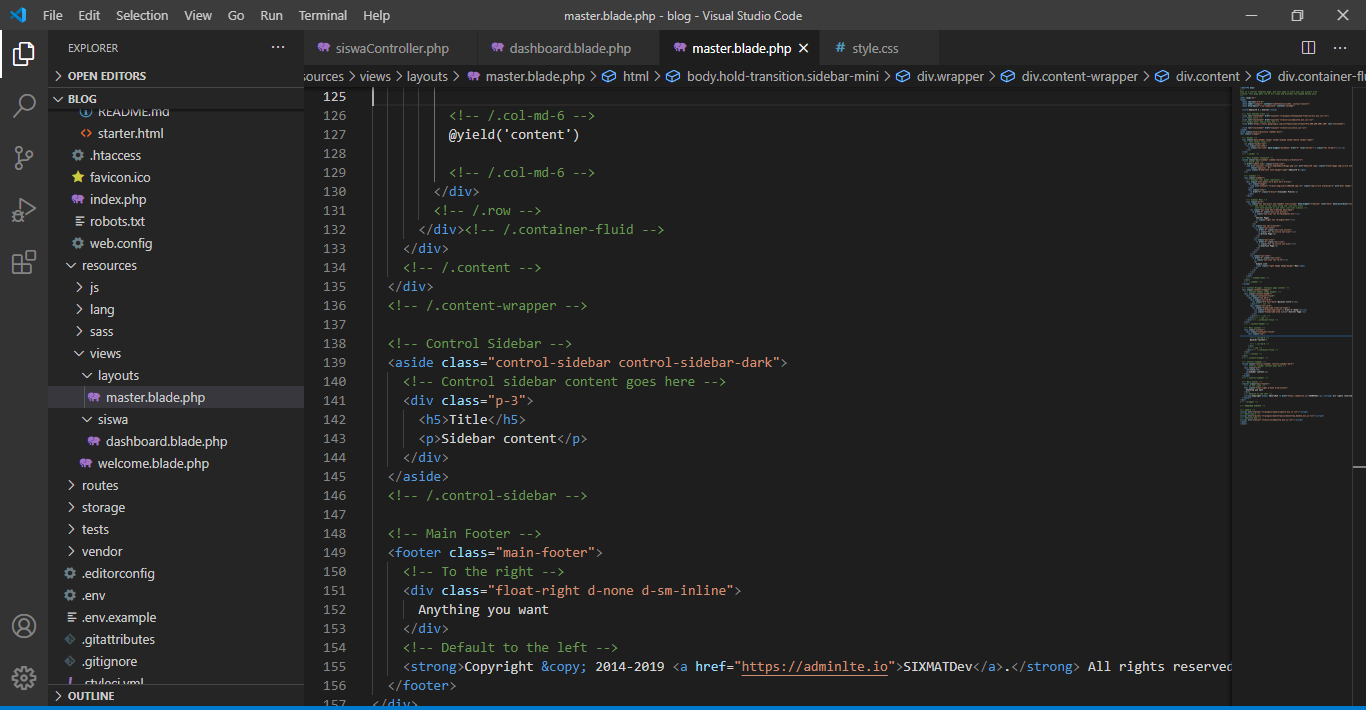 File Edit Selection View Go Run Terminal Help
master.blade.php - blog - Visual Studio Code
EXPLORER
OPEN EDITORS
BLOG
README.md
starter.html
.htaccess
favicon.ico
index.php
robots.txt
web.config
resources
js
lang
sass
views
layouts
master.blade.php
siswa
dashboard.blade.php
welcome.blade.php
routes
storage
tests
vendor
.editorconfig
.env
.env.example
.gitattributes
.gitignore
.styleci.yml
OUTLINE
siswaController.php
dashboard.blade.php
master.blade.php
style.css
sources > views > layouts > master.blade.php > html > body.hold-transition.sidebar-mini > div.wrapper > div.content-wrapper > div.content > div.container-flu
125
126 <!-- /.col-md-6 -->
127 @yield('content')
128
129 <!-- /.col-md-6 -->
130 </div>
131 <!-- /.row -->
132 </div><!-- /.container-fluid -->
133 </div>
134 <!-- /.content -->
135 </div>
136 <!-- /.content-wrapper -->
137
138 <!-- Control Sidebar -->
139 <aside class="control-sidebar control-sidebar-dark">
140 <!-- Control sidebar content goes here -->
141 <div class="p-3">
142 <h5>Title</h5>
143 <p>Sidebar content</p>
144 </div>
145 </aside>
146 <!-- /.control-sidebar -->
147
148 <!-- Main Footer -->
149 <footer class="main-footer">
150 <!-- To the right -->
151 <div class="float-right d-none d-sm-inline">
152 Anything you want
153 </div>
154 <!-- Default to the left -->
155 <strong>Copyright &copy; 2014-2019 <a href="https://adminlte.io">SIXMATDev</a>.</strong> All rights reserved
156 </footer>
157 </div>